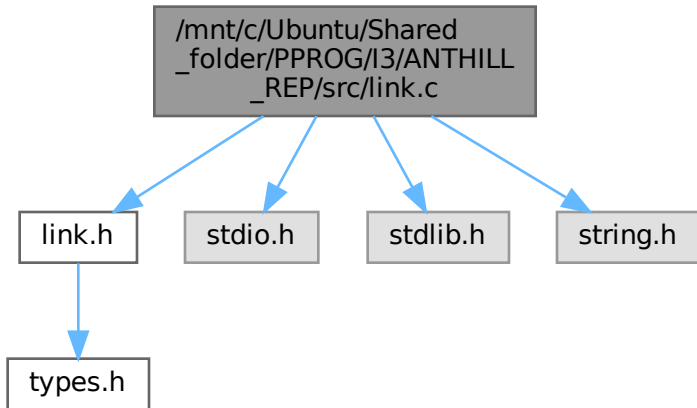 /mnt/c/Ubuntu/Shared
_folder/PPROG/I3/ANTHILL
_REP/src/link.c
link.h
stdio.h
stdlib.h
string.h
types.h